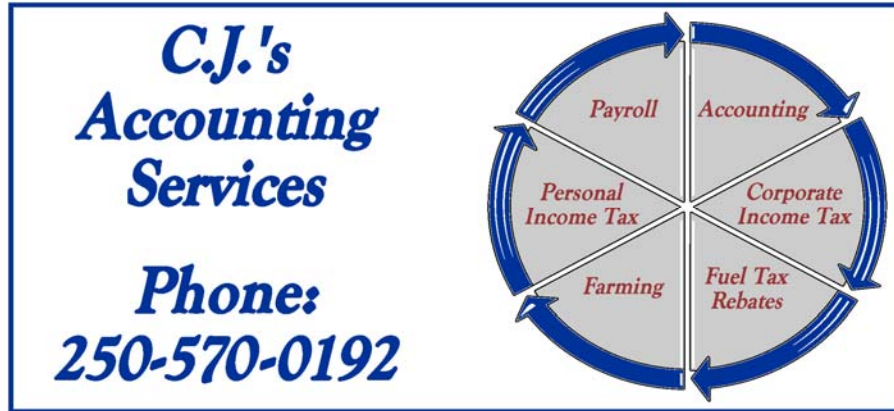 C.J.'s
Accounting
Services
Phone:
250-570-0192
Payroll
Accounting
Personal
Income Tax
Corporate
Income Tax
Farming
Fuel Tax
Rebates